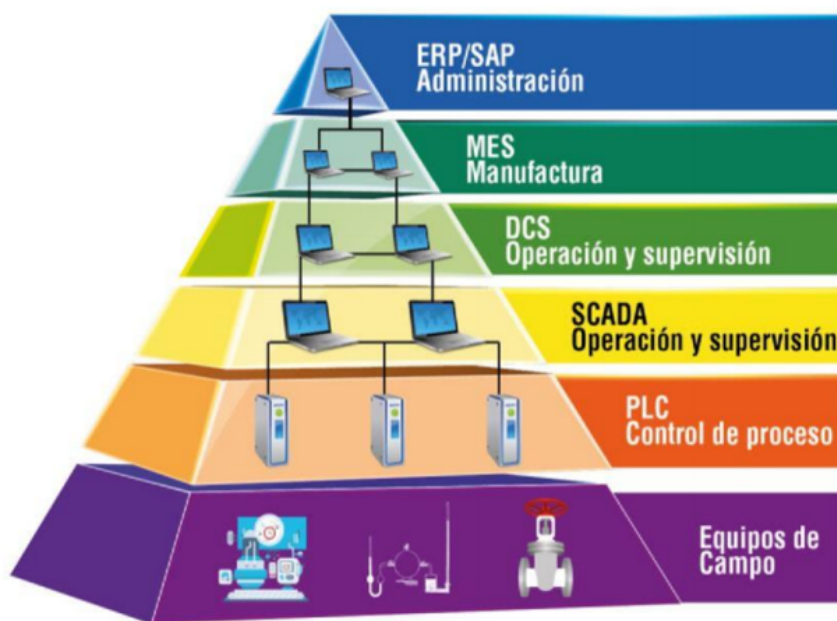 ERP/SAP
Administración
MES
Manufactura
DCS
Operación y supervisión
SCADA
Operación y supervisión
PLC
Control de proceso
Equipos de
Campo